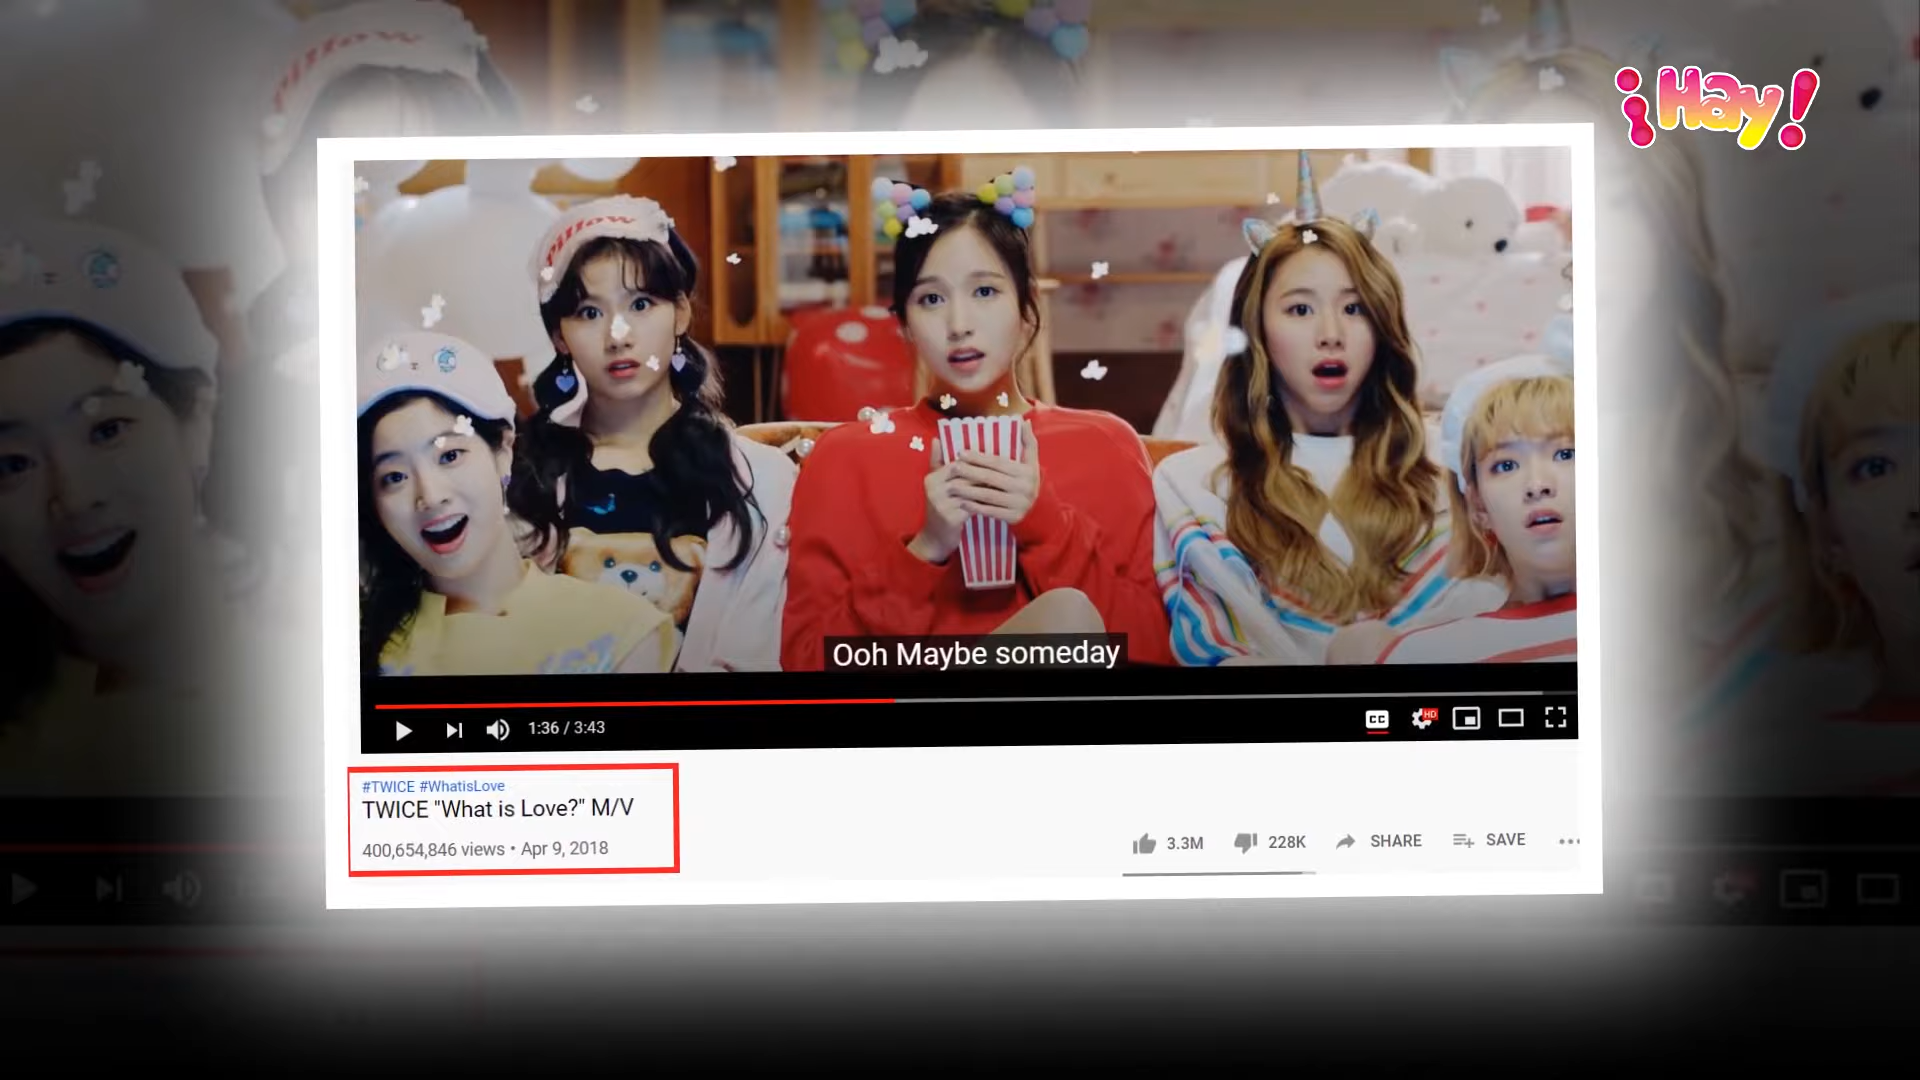 ¡Hay!
Pillow
Ooh Maybe someday
1:36 / 3:43
CC
HD
#TWICE #WhatisLove
TWICE "What is Love?" M/V
400,654,846 views • Apr 9, 2018
3.3M 228K SHARE SAVE